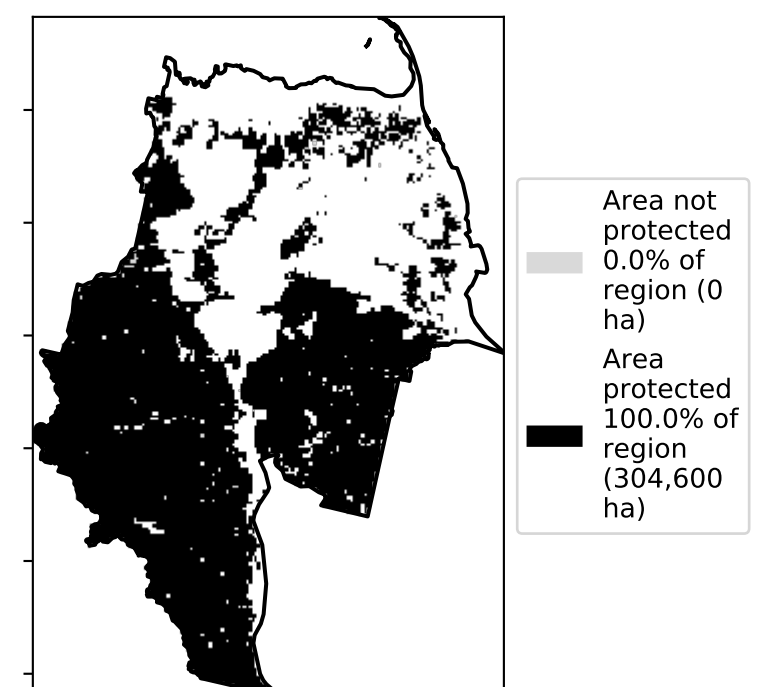 Area not
protected
0.0% of
region (0
ha)
Area
protected
100.0% of
region
(304,600
ha)